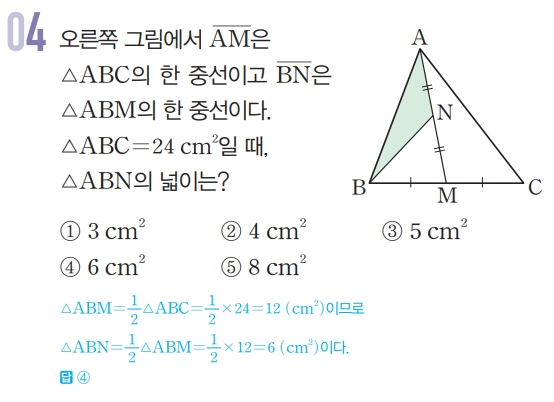 04
오른쪽 그림에서 \overline{AM}은
△ABC의 한 중선이고 \overline{BN}은
△ABM의 한 중선이다.
△ABC=24 cm²일 때,
△ABN의 넓이는?
A
N
B
M
C
① 3 cm² ② 4 cm² ③ 5 cm²
④ 6 cm² ⑤ 8 cm²
△ABM=1/2△ABC=1/2×24=12 (cm²)이므로
△ABN=1/2△ABM=1/2×12=6 (cm²)이다.
답 ④